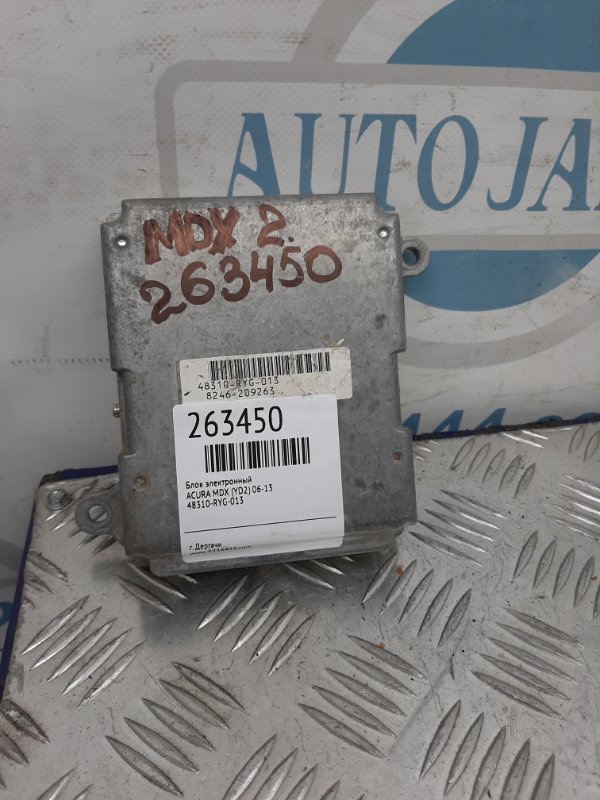 AUTO JA
MDX 2.
263450
48310-RYG-013
8246-209263
263450
Блок электронный
ACURA MDX (YD2) 06-13
48310-RYG-013
г. Дергачи